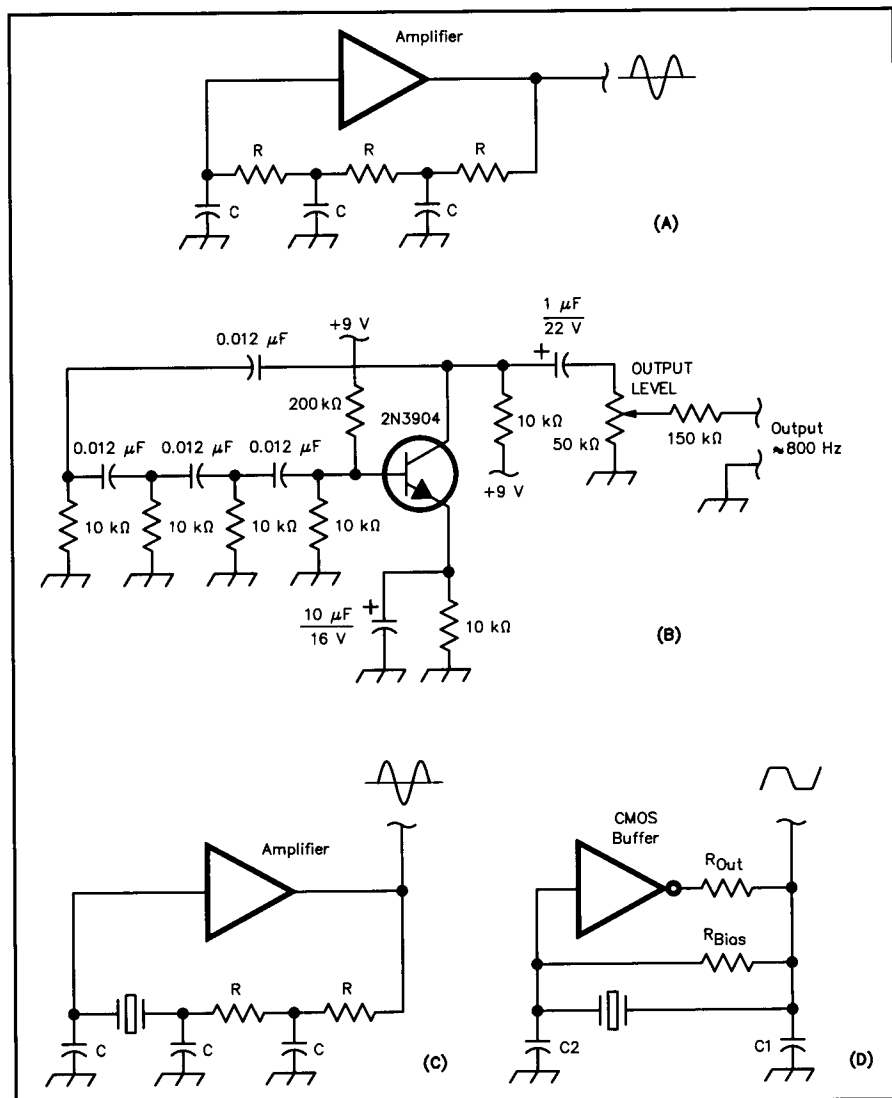 Amplifier
R
R
R
C
C
C
(A)
1 µF
22 V
+
+9 V
0.012 µF
OUTPUT
LEVEL
200 kΩ
2N3904
10 kΩ
50 kΩ
150 kΩ
Output
≈800 Hz
0.012 µF
0.012 µF
0.012 µF
+9 V
10 kΩ
10 kΩ
10 kΩ
10 kΩ
+
10 µF
16 V
10 kΩ
(B)
Amplifier
R
R
C
C
C
(C)
CMOS
Buffer
ROut
RBias
C2
C1
(D)